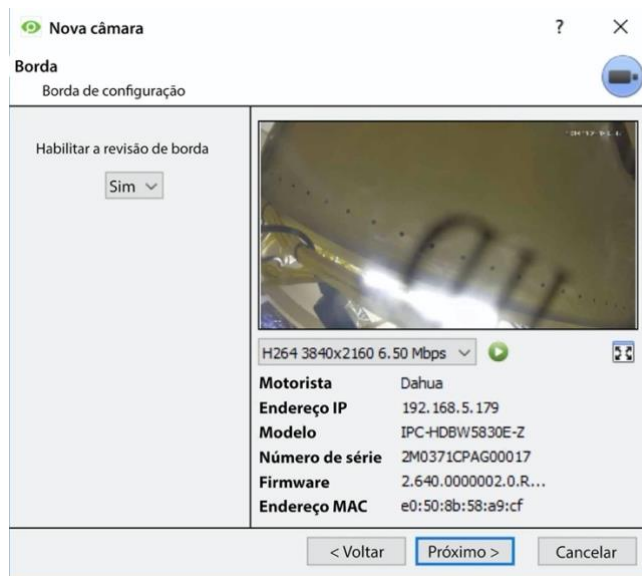 Nova câmara ? ×
Borda
Borda de configuração
Habilitar a revisão de borda
Sim
H264 3840x2160 6.50 Mbps
Motorista Dahua
Endereço IP 192.168.5.179
Modelo IPC-HDBW5830E-Z
Número de série 2M0371CPAG00017
Firmware 2.640.0000002.0.R...
Endereço MAC e0:50:8b:58:a9:cf
< Voltar Próximo > Cancelar